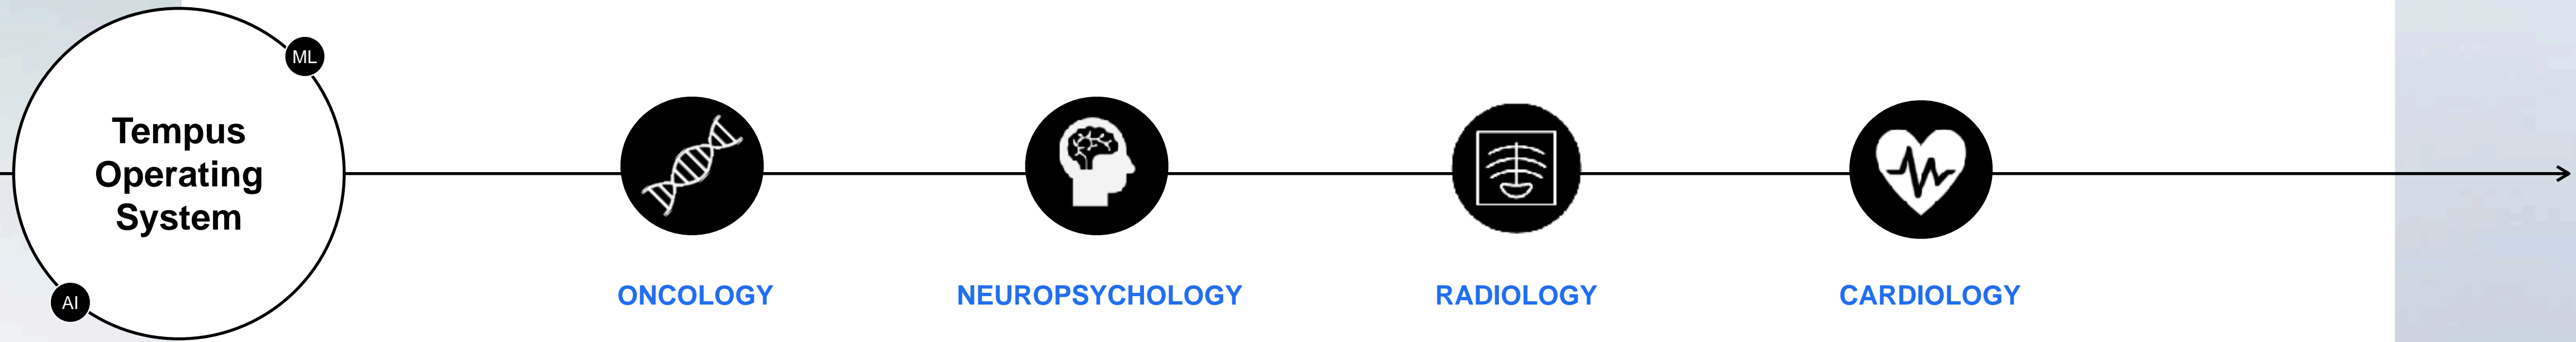 ML
Tempus
Operating
System
AI
ONCOLOGY
NEUROPSYCHOLOGY
RADIOLOGY
CARDIOLOGY